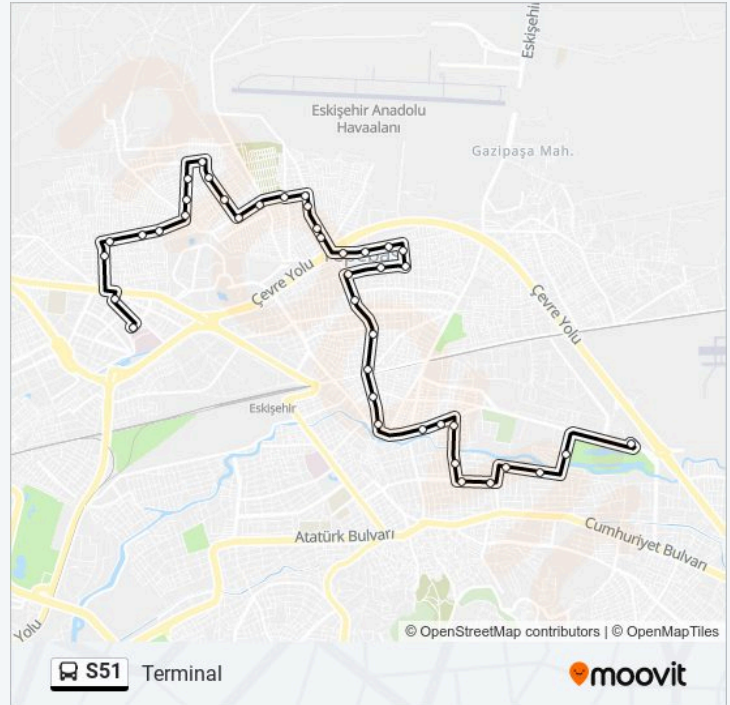 Eskişehi
Eskişehir Anadolu
Havaalanı
Gazipaşa Mah.
Çevre Yolu
Çevre Yolu
Eskişehir
Atatürk Bulvarı
Cumhuriyet Bulvarı
Yolu
© OpenStreetMap contributors | © OpenMapTiles
S51 Terminal
moovit